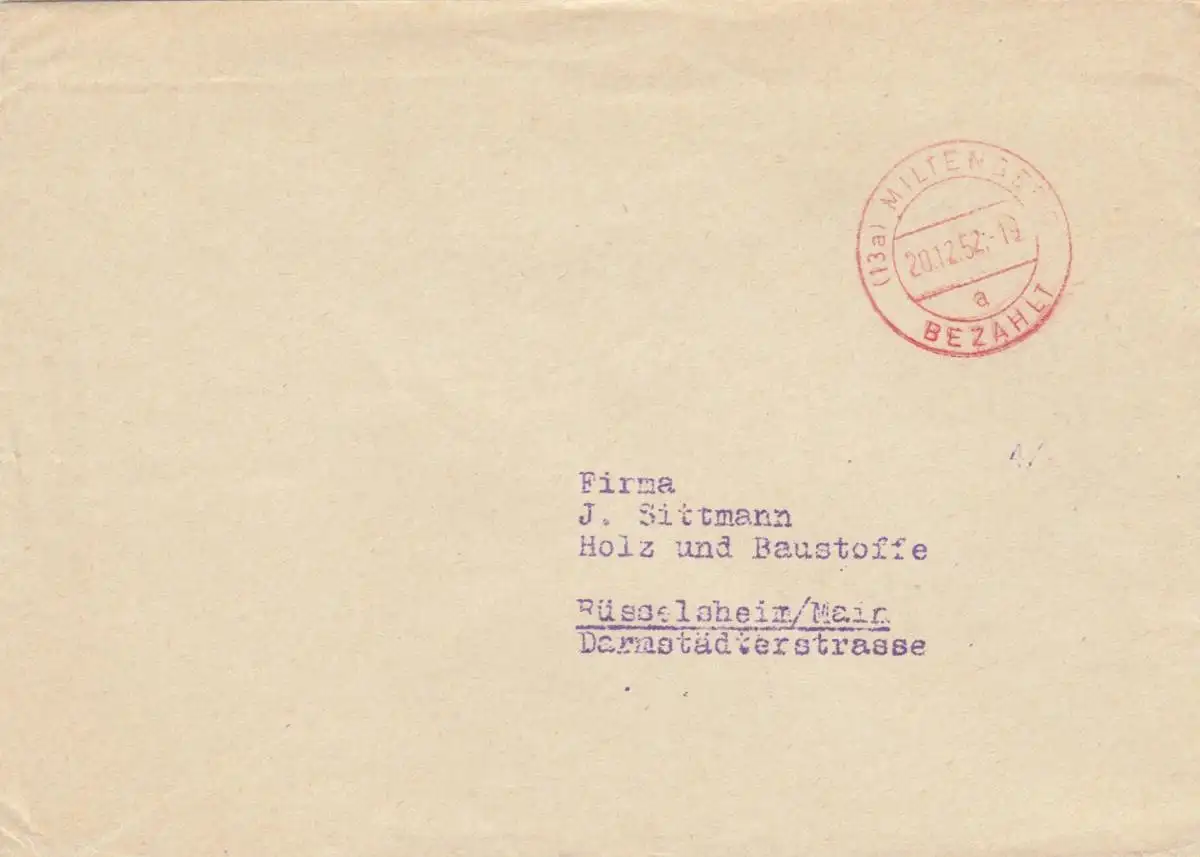 (13a) MILTENBERG
20.12.52.-19
a
BEZAHLT
Firma
J. Sittmann
Holz und Baustoffe
Rüsselsheim/Main
Darmstädterstrasse